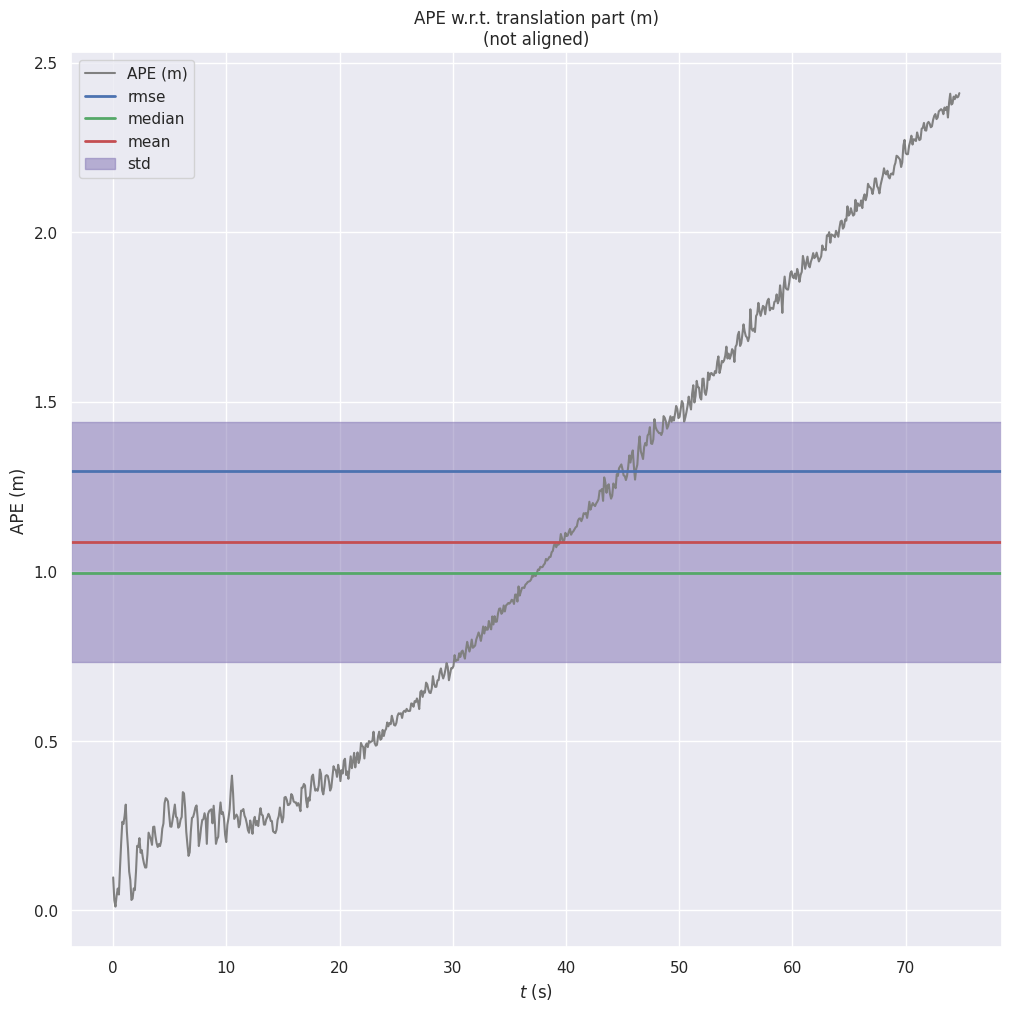 APE w.r.t. translation part (m)
(not aligned)
APE (m)
rmse
median
mean
std
2.5
2.0
1.5
1.0
0.5
0.0
APE (m)
0 10 20 30 40 50 60 70
t (s)